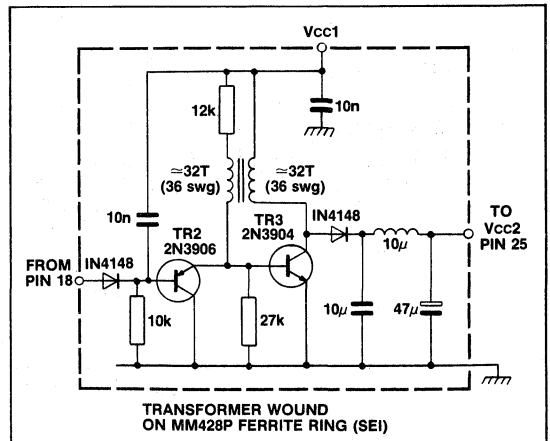 Vcc1
12k
10n
≃32T
(36 swg)
≃32T
(36 swg)
10n
TR2
2N3906
TR3
2N3904
IN4148
TO
Vcc2
PIN 25
10μ
FROM
PIN 18
IN4148
10k
27k
10μ
47μ
TRANSFORMER WOUND
ON MM428P FERRITE RING (SEI)